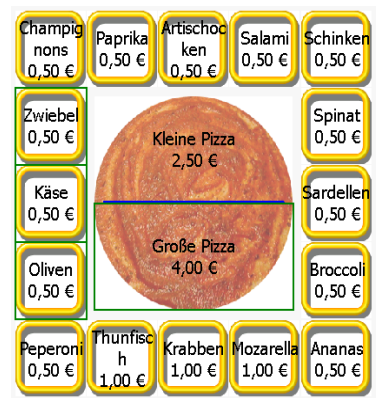 Champig
nons
0,50 €
Paprika
0,50 €
Artischoc
ken
0,50 €
Salami
0,50 €
Schinken
0,50 €
Zwiebel
0,50 €
Kleine Pizza
2,50 €
Spinat
0,50 €
Käse
0,50 €
Sardellen
0,50 €
Große Pizza
4,00 €
Oliven
0,50 €
Broccoli
0,50 €
Peperoni
0,50 €
Thunfisc
h
1,00 €
Krabben
1,00 €
Mozarella
1,00 €
Ananas
0,50 €